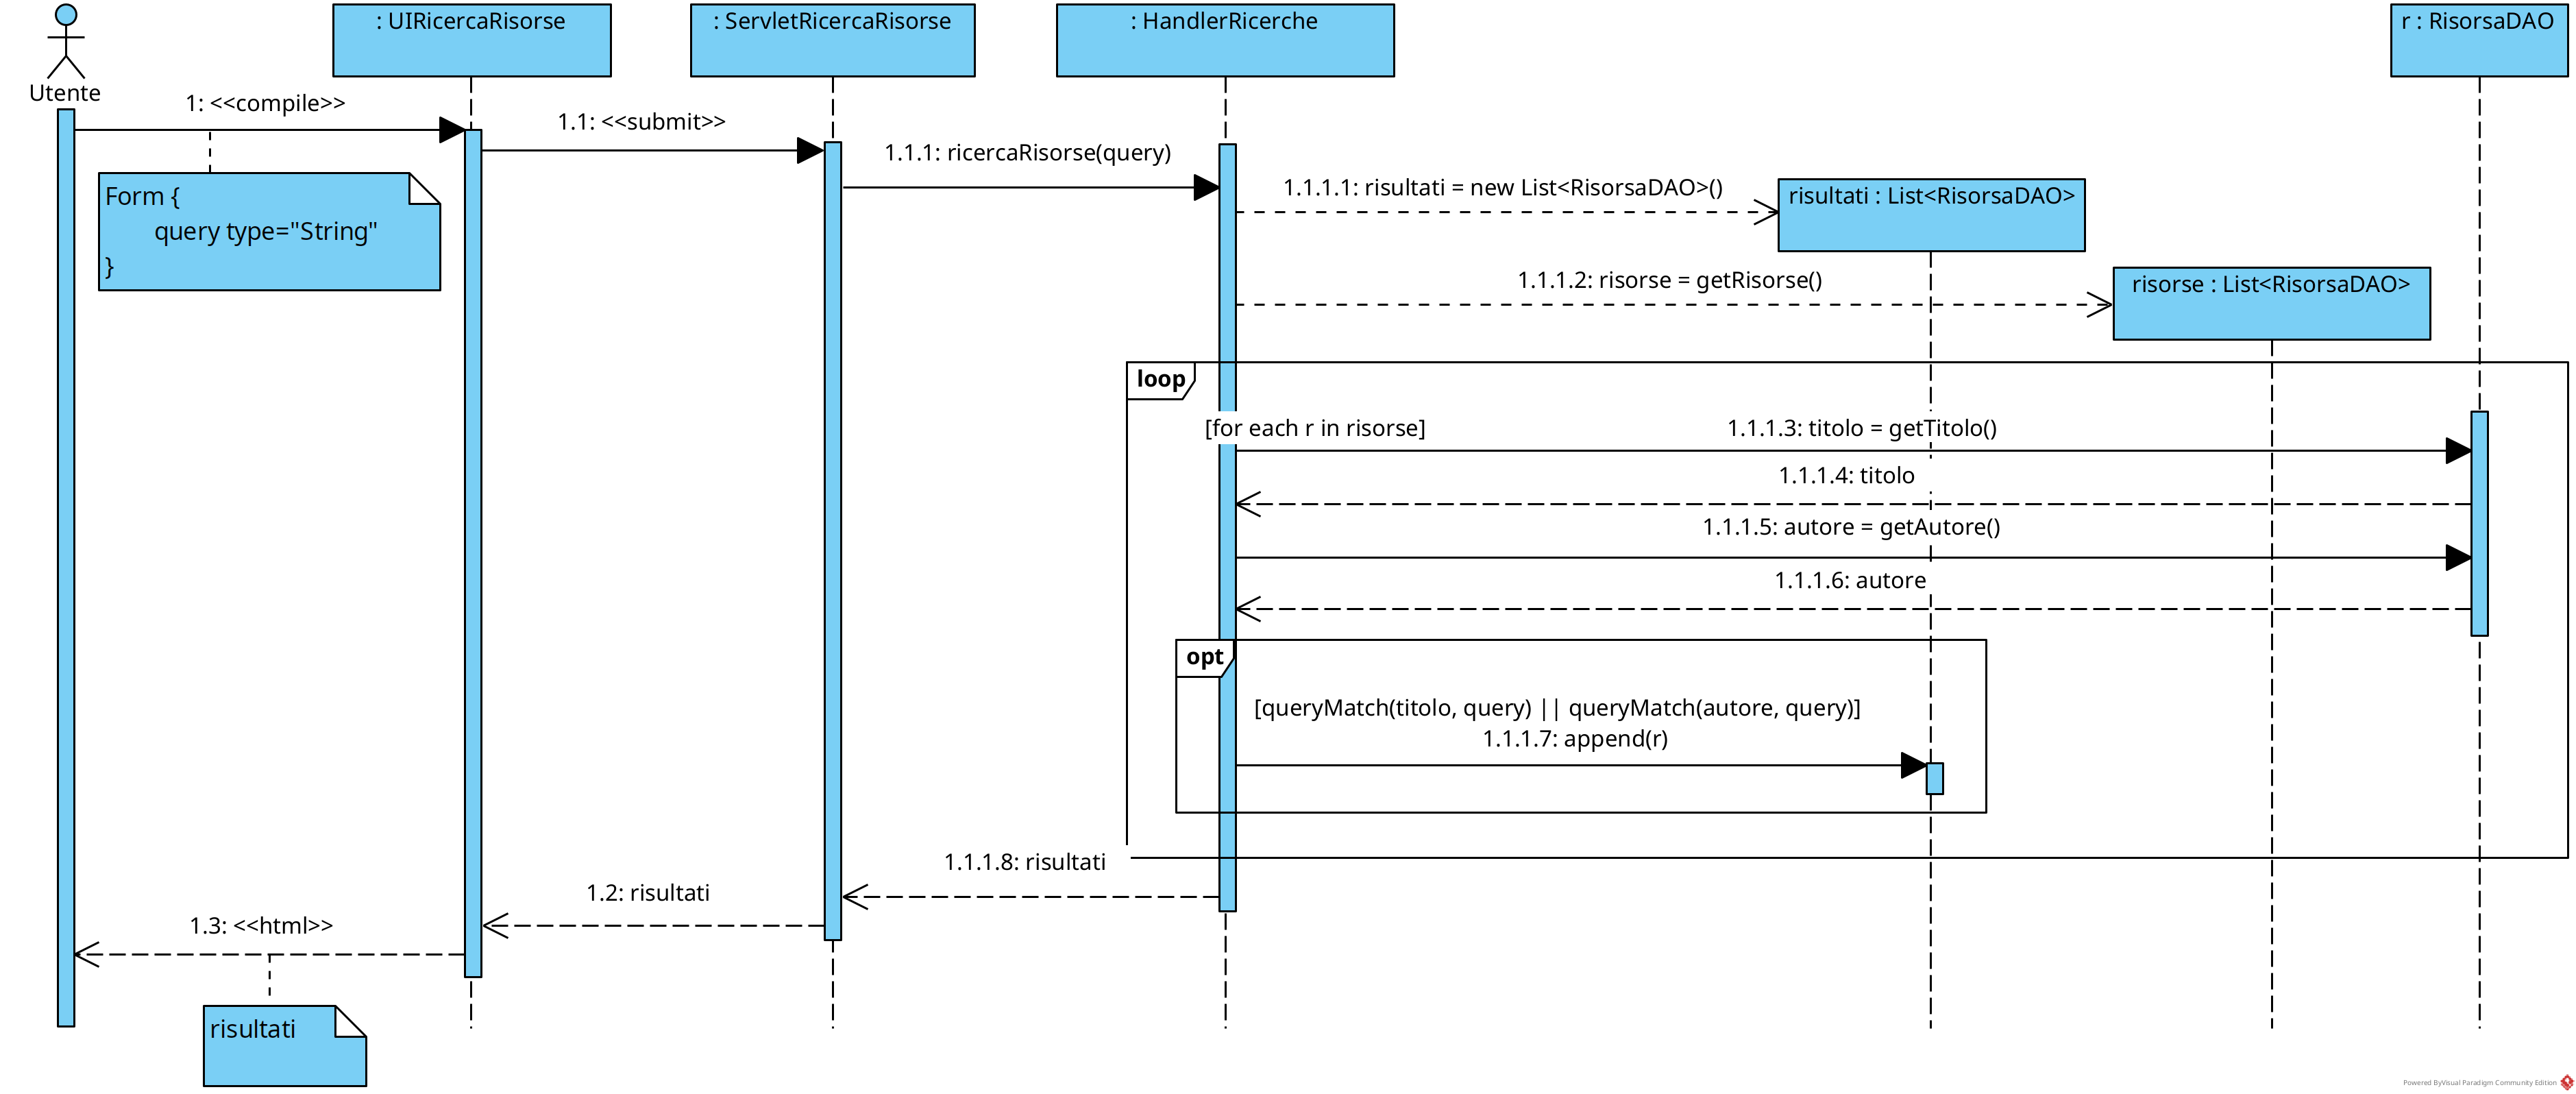 : UIRicercaRisorse
: ServletRicercaRisorse
: HandlerRicerche
r : RisorsaDAO
Utente
1: <<compile>>
1.1: <<submit>>
1.1.1: ricercaRisorse(query)
Form {
query type="String"
}
1.1.1.1: risultati = new List<RisorsaDAO>()
risultati : List<RisorsaDAO>
1.1.1.2: risorse = getRisorse()
risorse : List<RisorsaDAO>
loop
[for each r in risorse]
1.1.1.3: titolo = getTitolo()
1.1.1.4: titolo
1.1.1.5: autore = getAutore()
1.1.1.6: autore
opt
[queryMatch(titolo, query) || queryMatch(autore, query)]
1.1.1.7: append(r)
1.1.1.8: risultati
1.2: risultati
1.3: <<html>>
risultati
Powered ByVisual Paradigm Community Edition